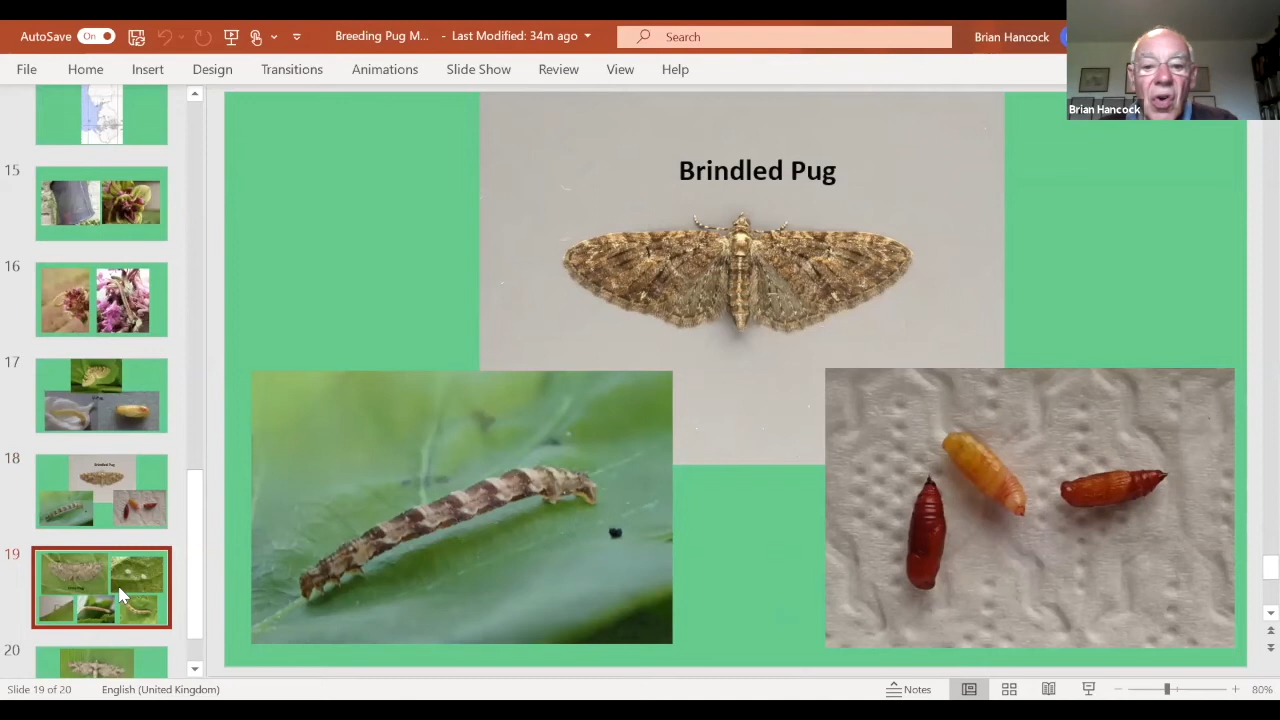 AutoSave On
Breeding Pug M... - Last Modified: 34m ago
Search
Brian Hancock
Brian Hancock
File Home Insert Design Transitions Animations Slide Show Review View Help
15
16
17
18
19
20
Brindled Pug
Slide 19 of 20 English (United Kingdom)
Notes
80%